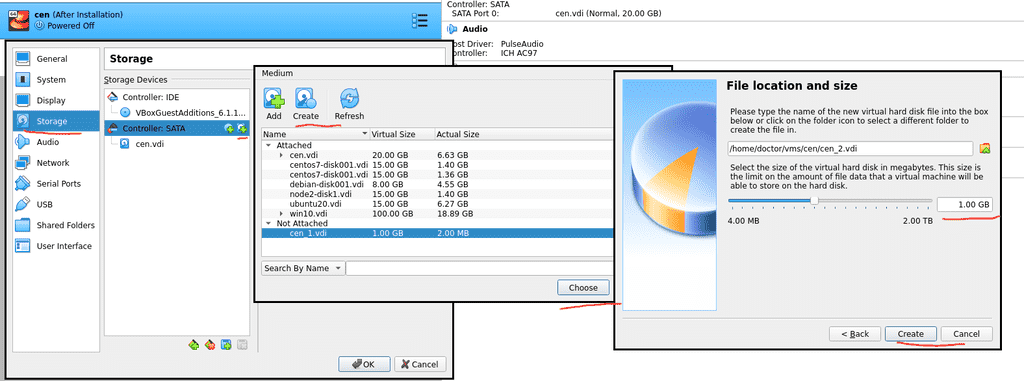 cen (After Installation)
Powered Off
Controller: SATA
SATA Port 0: cen.vdi (Normal, 20.00 GB)
Audio
Host Driver: PulseAudio
Controller: ICH AC97
General
System
Display
Storage
Audio
Network
Serial Ports
USB
Shared Folders
User Interface
Storage
Storage Devices
Controller: IDE
VBoxGuestAdditions_6.1.1...
Controller: SATA
cen.vdi
OK
Cancel
Medium
Add
Create
Refresh
Name Virtual Size Actual Size
Attached
cen.vdi 20.00 GB 6.63 GB
centos7-disk001.vdi 15.00 GB 1.40 GB
centos7-disk001.vdi 15.00 GB 1.36 GB
debian-disk001.vdi 8.00 GB 4.55 GB
node2-disk1.vdi 15.00 GB 1.40 GB
ubuntu20.vdi 15.00 GB 6.27 GB
win10.vdi 100.00 GB 18.89 GB
Not Attached
cen_1.vdi 1.00 GB 2.00 MB
Search By Name
Choose
File location and size
Please type the name of the new virtual hard disk file into the box
below or click on the folder icon to select a different folder to
create the file in.
/home/doctor/vms/cen/cen_2.vdi
Select the size of the virtual hard disk in megabytes. This size is
the limit on the amount of file data that a virtual machine will be
able to store on the hard disk.
1.00 GB
4.00 MB 2.00 TB
< Back
Create
Cancel